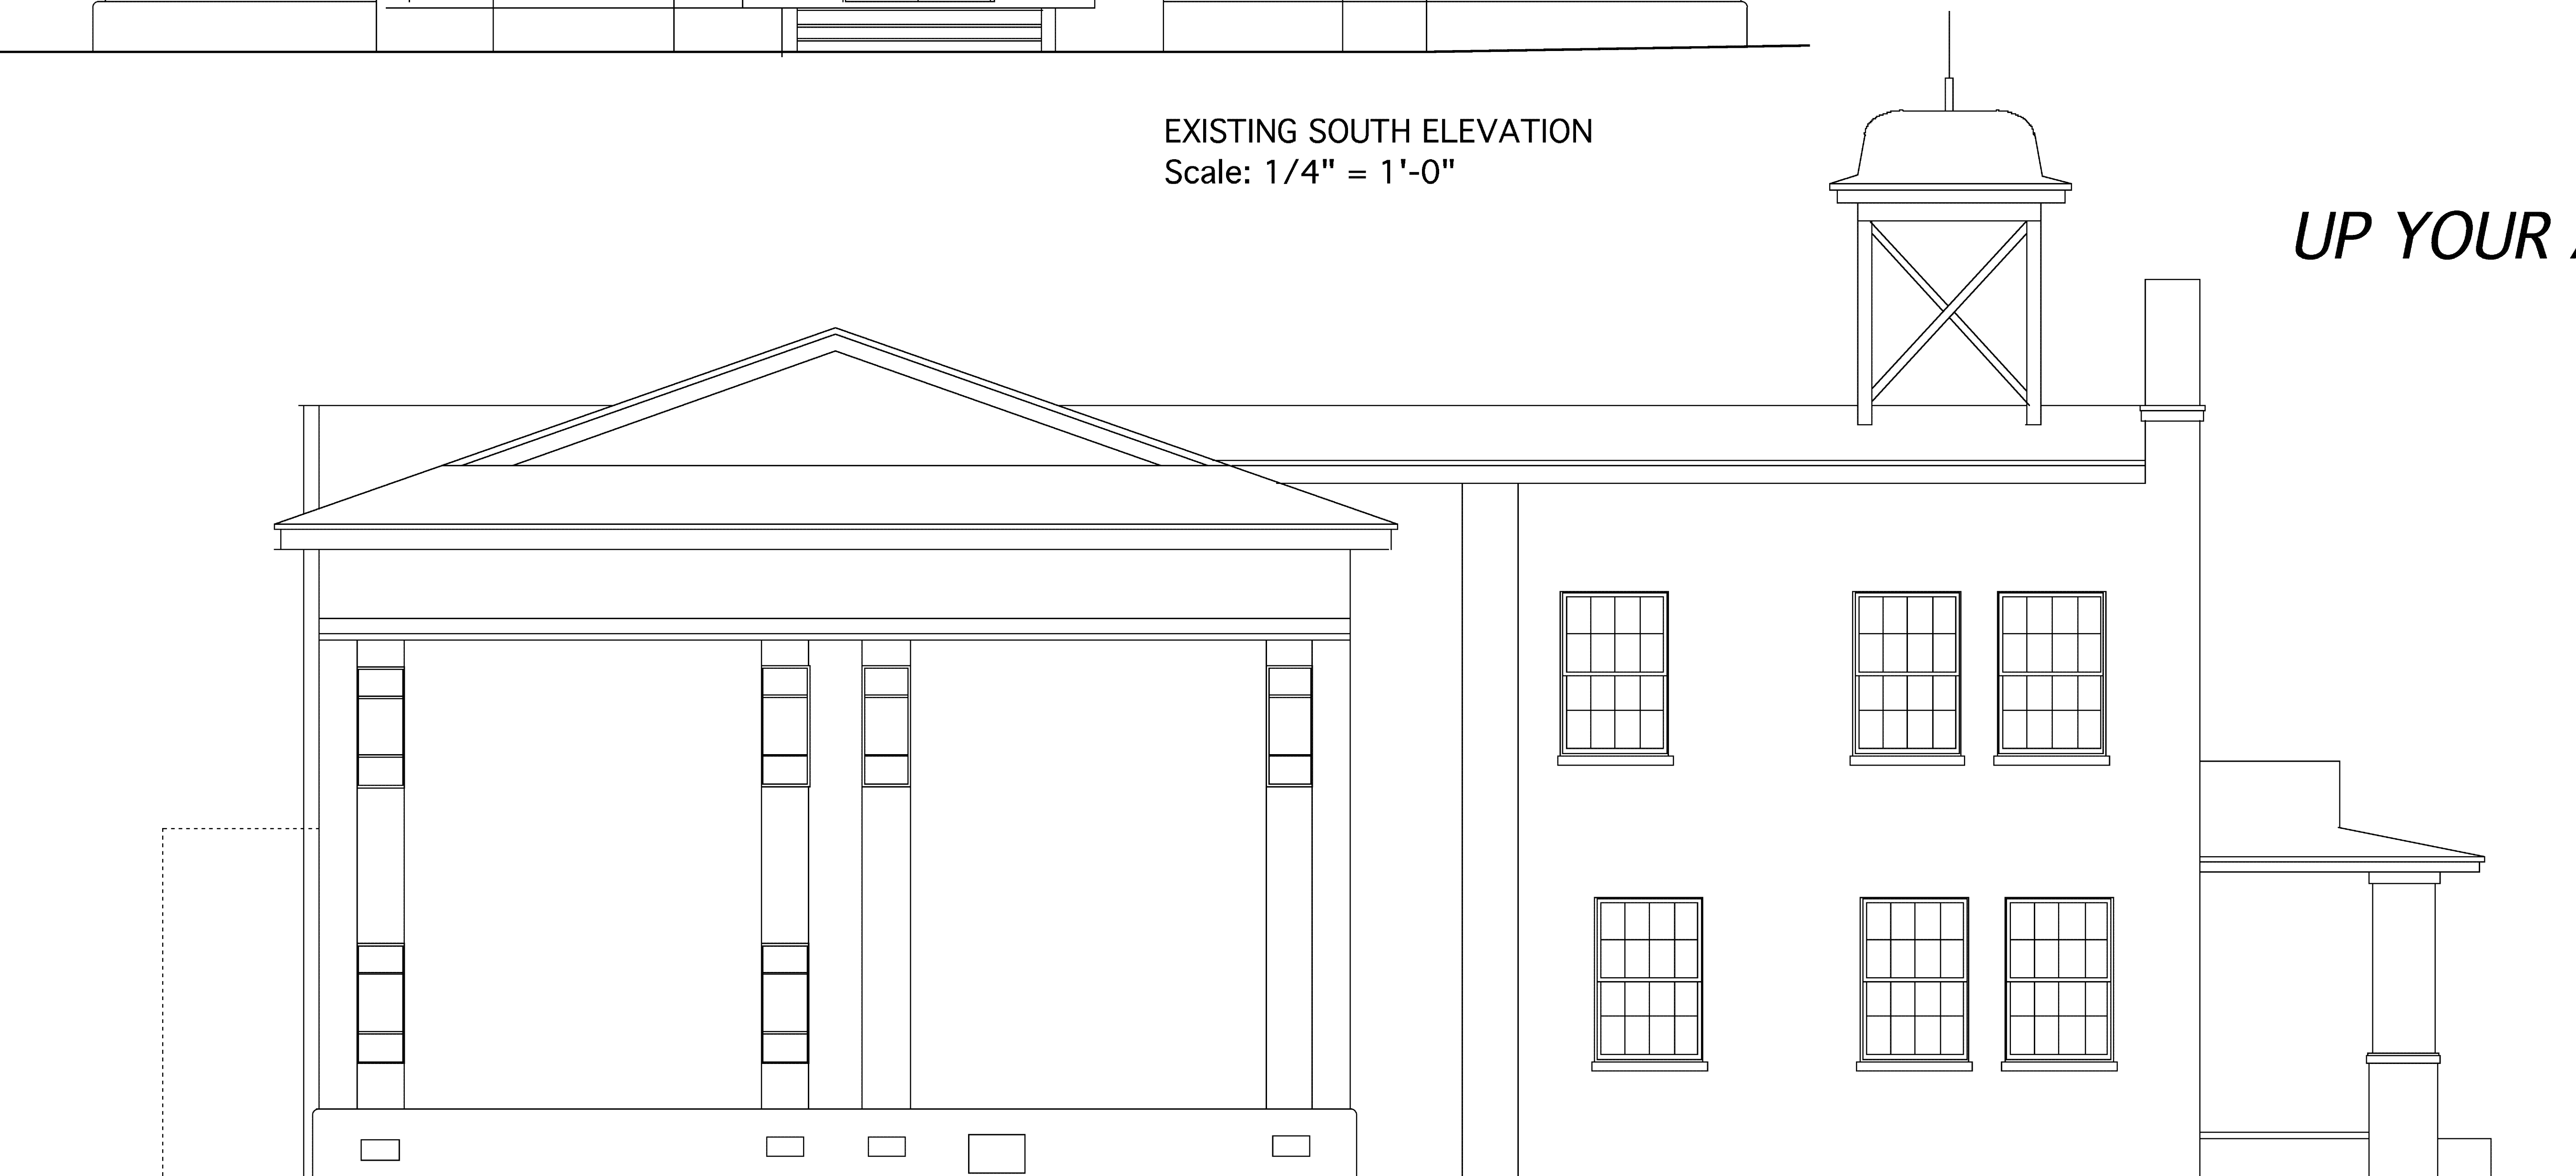 EXISTING SOUTH ELEVATION
Scale: 1/4" = 1'-0"
UP YOUR